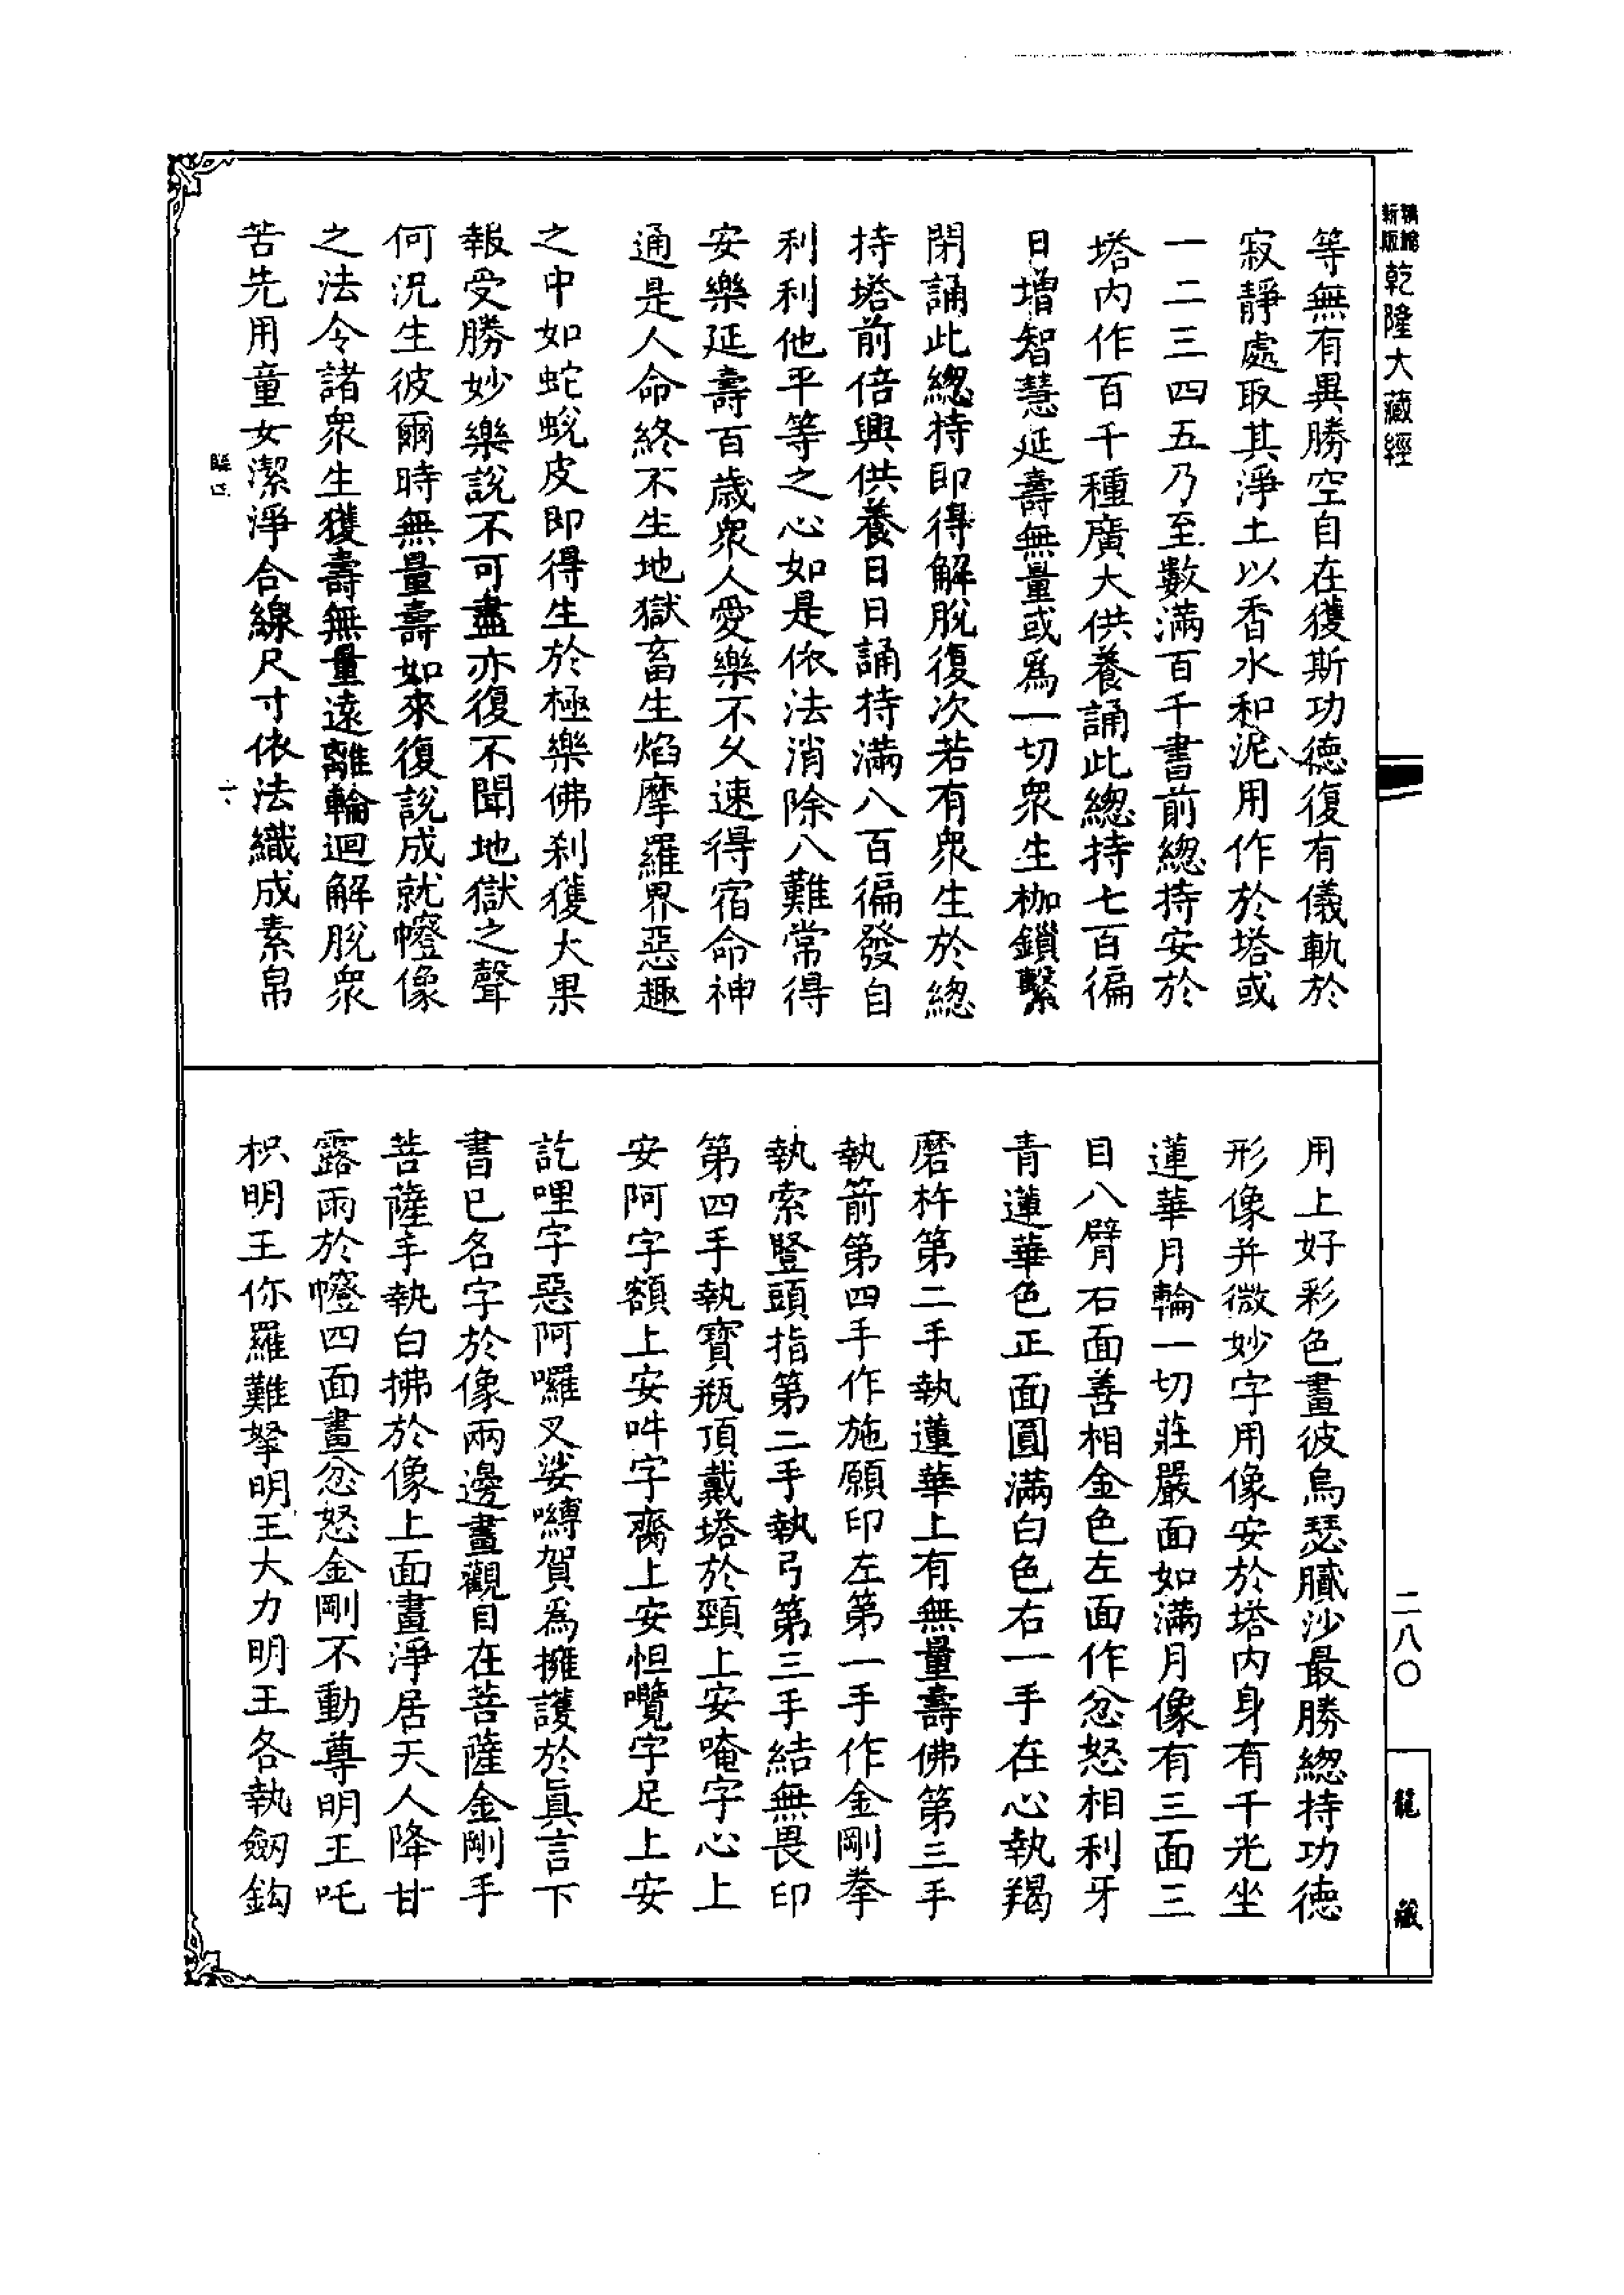 新版
精縮
乾隆大藏經
等無有異勝空自在獲斯功德復有儀軌於
寂靜處取其淨土以香水和泥用作於塔或
一二三四五乃至數滿百千書前緫持安於
塔內作百千種廣大供養誦此緫持七百徧
日增智慧延壽無量或爲一切衆生枷鎖繫
閉誦此緫持即得解脫復次若有衆生於緫
持塔前倍興供養日日誦持滿八百徧發自
利利他平等之心如是依法消除八難常得
安樂延壽百歲衆人愛樂不乆速得宿命神
通是人命終不生地獄畜生焰摩羅界惡趣
之中如蛇蛻皮即得生於極樂佛刹獲大果
報受勝妙樂說不可盡亦復不聞地獄之聲
何況生彼爾時無量壽如來復說成就㡧像
之法令諸衆生獲壽無量遠離輪迴解脫衆
苦先用童女潔淨合線尺寸依法織成素帛
四
六
用上好彩色畫彼烏瑟膩沙最勝緫持功德
形像并微妙字用像安於塔內身有千光坐
蓮華月輪一切莊嚴面如滿月像有三面三
目八臂右面善相金色左面作忿怒相利牙
青蓮華色正面圓滿白色右一手在心執羯
磨杵第二手執蓮華上有無量壽佛第三手
執箭第四手作施願印左第一手作金剛拳
執索豎頭指第二手執弓第三手結無畏印
第四手執寶瓶頂戴塔於頸上安唵字心上
安阿字額上安吽字齎上安怛囕字足上安
訖哩字惡阿囉叉娑嚩賀爲擁護於眞言下
書巳名字於像兩邊畫觀自在菩薩金剛手
菩薩手執白拂於像上面畫淨居天人降甘
露雨於㡧四面畫忿怒金剛不動尊明王吒
枳明王你羅難拏明王大力明王各執劒鈎
二八〇
龍藏